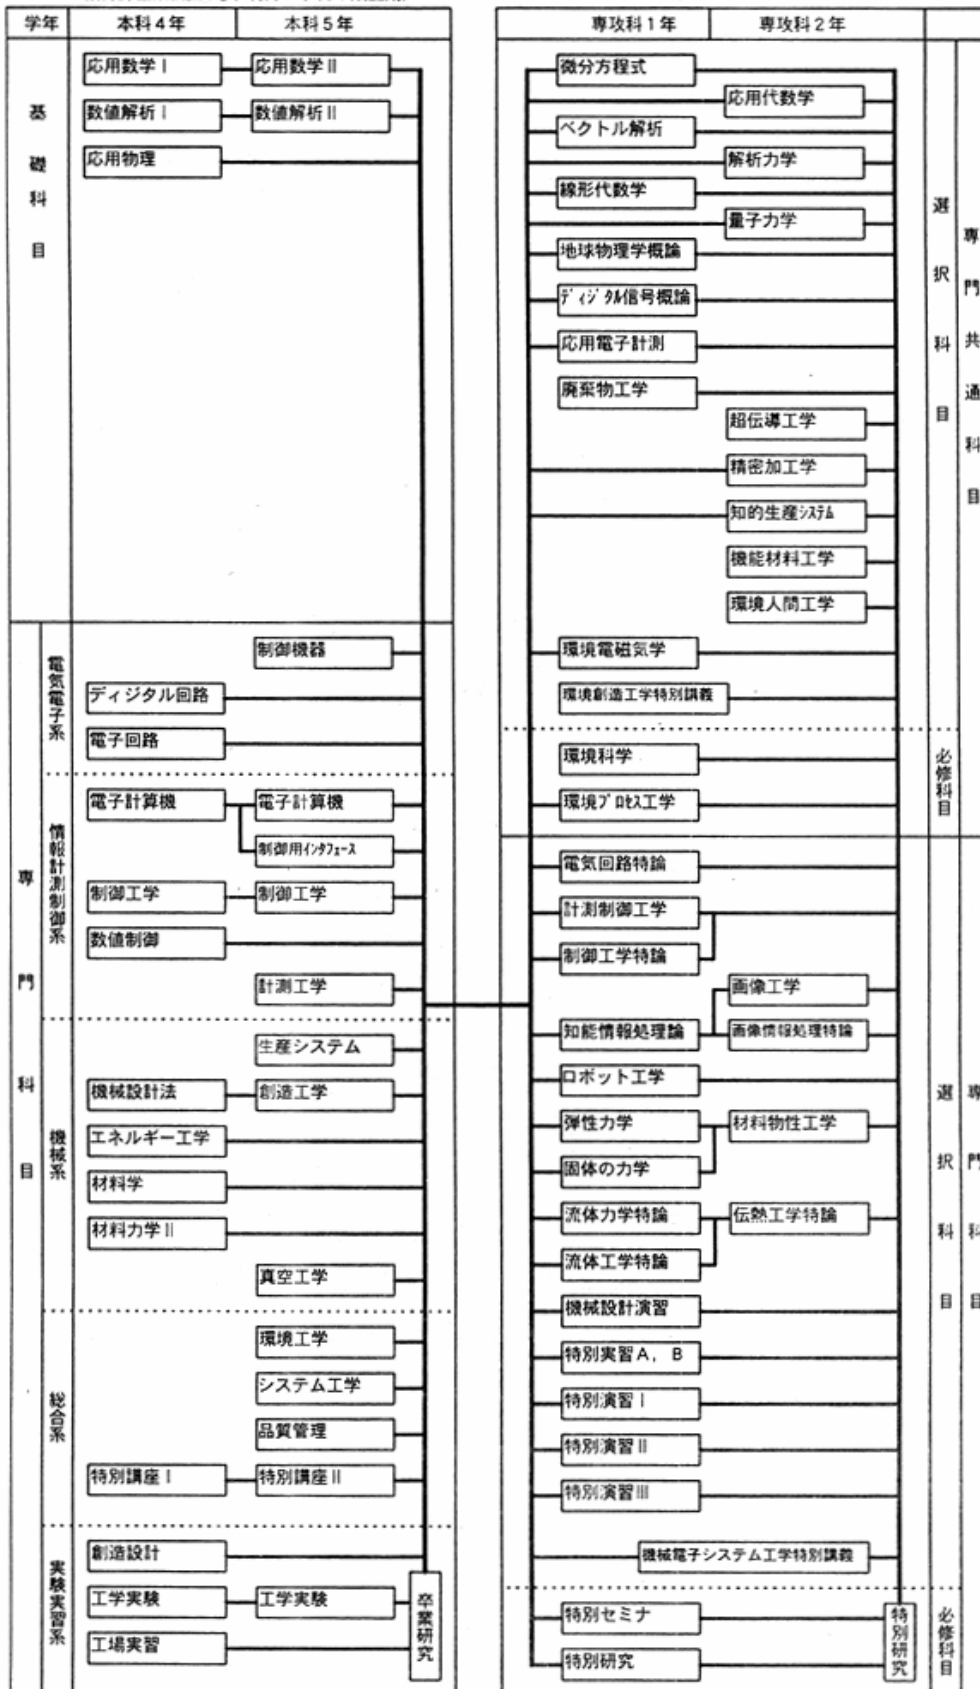 学年 本科4年 本科5年
基礎科目
応用数学Ⅰ 応用数学Ⅱ
数値解析Ⅰ 数値解析Ⅱ
応用物理
専門科目
電気電子系
制御機器
ディジタル回路
電子回路
情報計測制御系
電子計算機 電子計算機
制御用インタフェース
制御工学 制御工学
数値制御
計測工学
機械系
生産システム
機械設計法 創造工学
エネルギー工学
材料学
材料力学Ⅱ
真空工学
総合系
環境工学
システム工学
品質管理
特別講座Ⅰ 特別講座Ⅱ
実験実習系
創造設計
工学実験 工学実験
工場実習
卒業研究
専攻科1年 専攻科2年
微分方程式
応用代数学
ベクトル解析
解析力学
線形代数学
量子力学
地球物理学概論
ディジタル信号概論
応用電子計測
廃棄物工学
超伝導工学
精密加工学
知的生産システム
機能材料工学
環境人間工学
環境電磁気学
環境創造工学特別講義
選択科目
専門共通科目
環境科学
環境プロセス工学
必修科目
電気回路特論
計測制御工学
制御工学特論
画像工学
知能情報処理論 画像情報処理特論
ロボット工学
弾性力学 材料物性工学
固体の力学
流体力学特論 伝熱工学特論
流体工学特論
機械設計演習
特別実習A，B
特別演習Ⅰ
特別演習Ⅱ
特別演習Ⅲ
機械電子システム工学特別講義
選択科目
専門科目
特別セミナ
特別研究
特別研究
必修科目